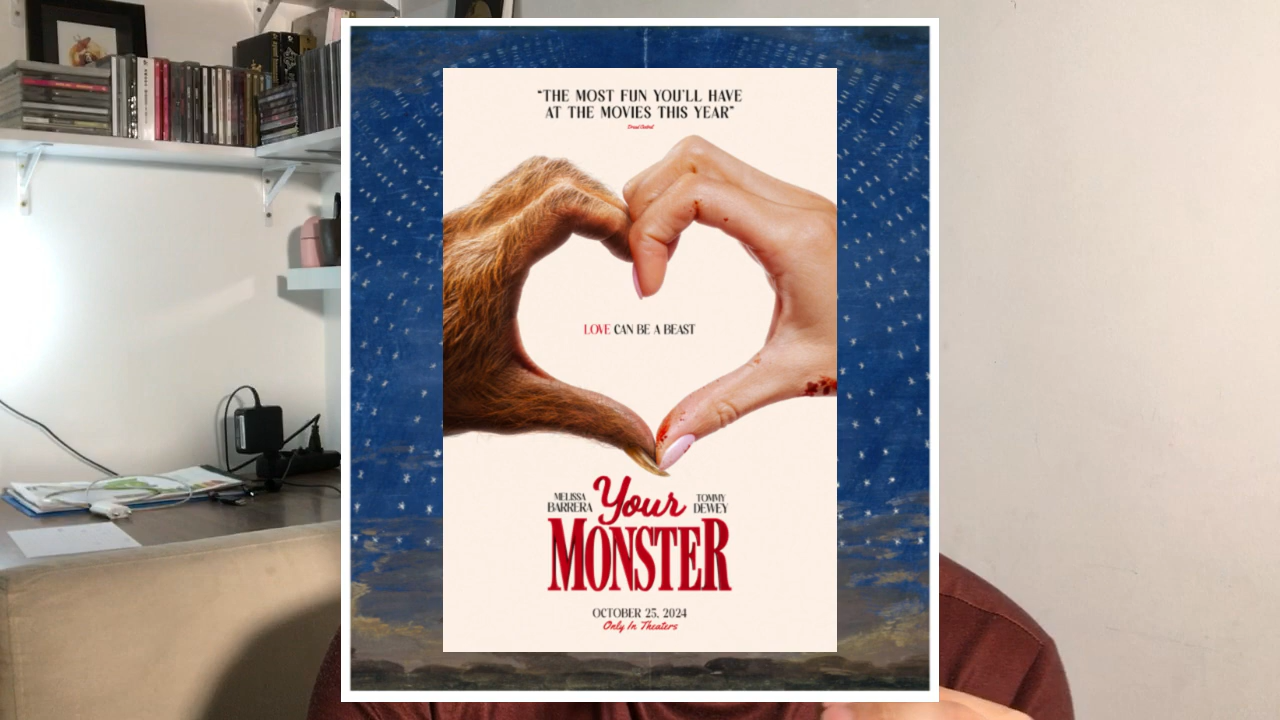 "THE MOST FUN YOU'LL HAVE
AT THE MOVIES THIS YEAR"
LOVE CAN BE A BEAST
MELISSA
BARRERA
Your
TOMMY
DEWEY
MONSTER
OCTOBER 25, 2024
Only In Theaters